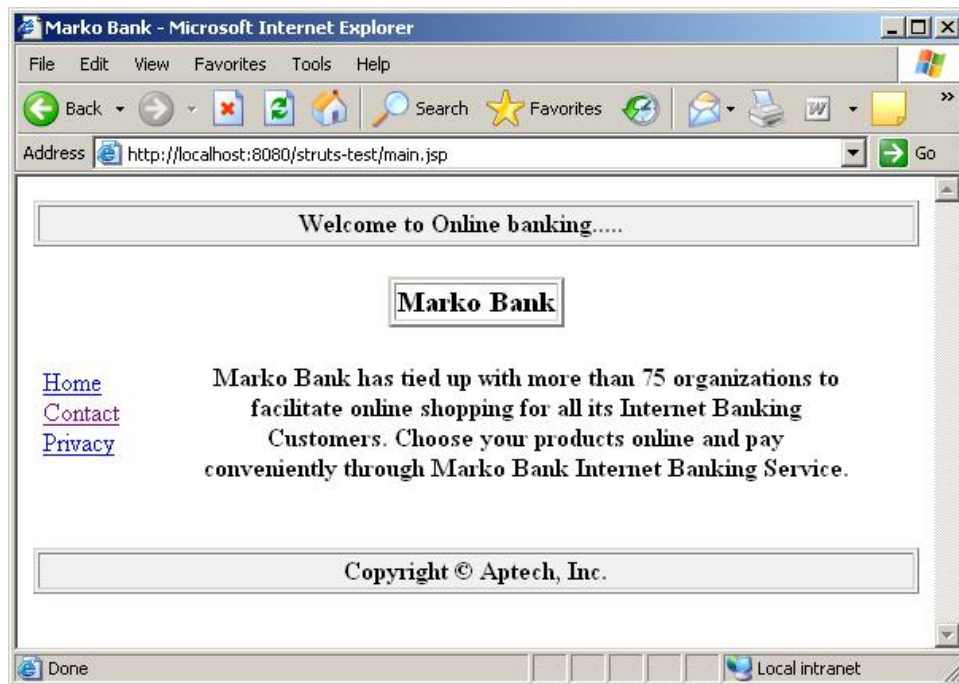 Marko Bank - Microsoft Internet Explorer
File Edit View Favorites Tools Help
Back Search Favorites W »
Address http://localhost:8080/struts-test/main.jsp Go
Welcome to Online banking.....
Marko Bank
Home
Contact
Privacy
Marko Bank has tied up with more than 75 organizations to
facilitate online shopping for all its Internet Banking
Customers. Choose your products online and pay
conveniently through Marko Bank Internet Banking Service.
Copyright © Aptech, Inc.
Done Local intranet